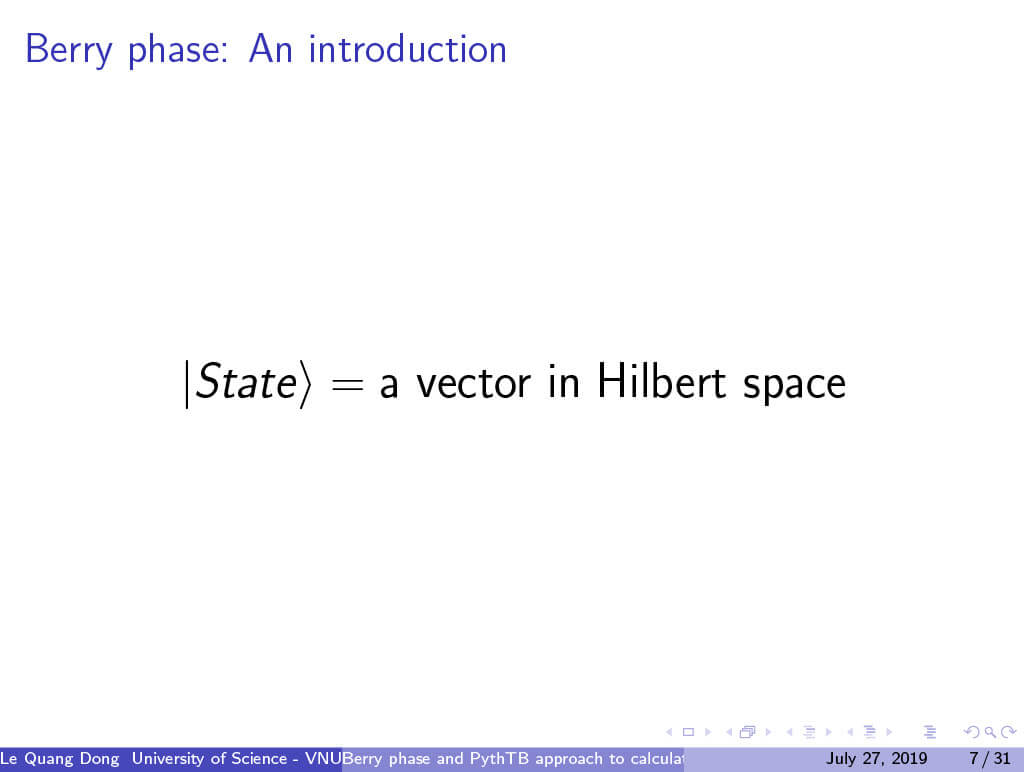 Berry phase: An introduction
|State⟩ = a vector in Hilbert space
Le Quang Dong University of Science - VNU Berry phase and PythTB approach to calculat July 27, 2019 7 / 31